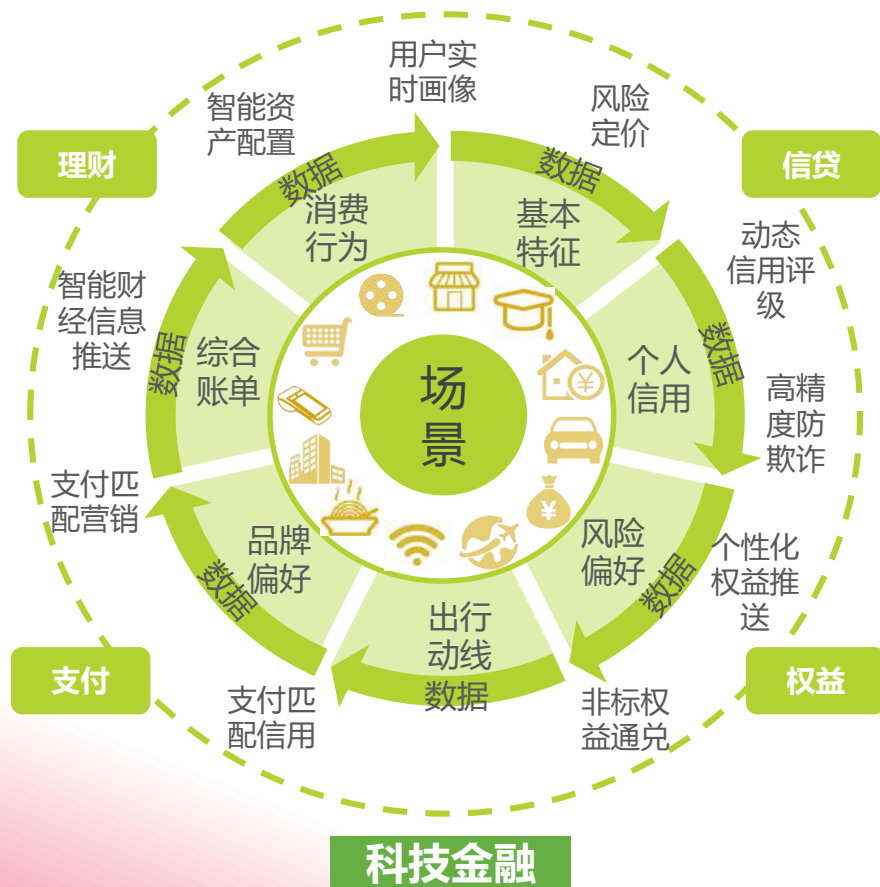 用户实
时画像
智能资
产配置
风险
定价
理财
信贷
数据
数据
消费
行为
基本
特征
动态
信用评
级
智能财
经信息
推送
数据
综合
账单
场
景
¥
个人
信用
数据
高精
度防
欺诈
支付匹
配营销
¥
品牌
偏好
数据
风险
偏好
数据
个性化
权益推
送
出行
动线
数据
支付
权益
支付匹
配信用
非标权
益通兑
科技金融